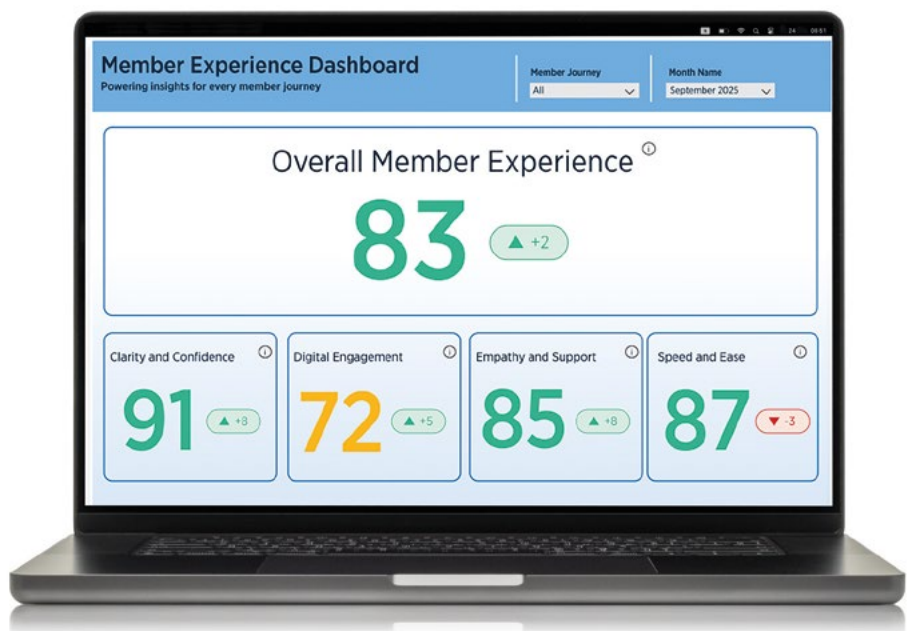 24 0651
Member Experience Dashboard
Powering insights for every member journey
Member Journey
All
Month Name
September 2025
Overall Member Experience
83
▲ +2
Clarity and Confidence
91
▲ +8
Digital Engagement
72
▲ +5
Empathy and Support
85
▲ +8
Speed and Ease
87
▼ -3